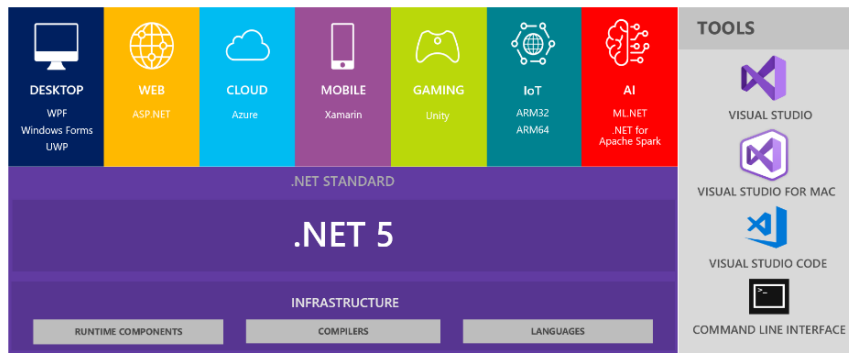 DESKTOP
WPF
Windows Forms
UWP
WEB
ASP.NET
CLOUD
Azure
MOBILE
Xamarin
GAMING
Unity
IoT
ARM32
ARM64
AI
ML.NET
.NET for
Apache Spark
.NET STANDARD
.NET 5
INFRASTRUCTURE
RUNTIME COMPONENTS
COMPILERS
LANGUAGES
TOOLS
VISUAL STUDIO
VISUAL STUDIO FOR MAC
VISUAL STUDIO CODE
>_
COMMAND LINE INTERFACE